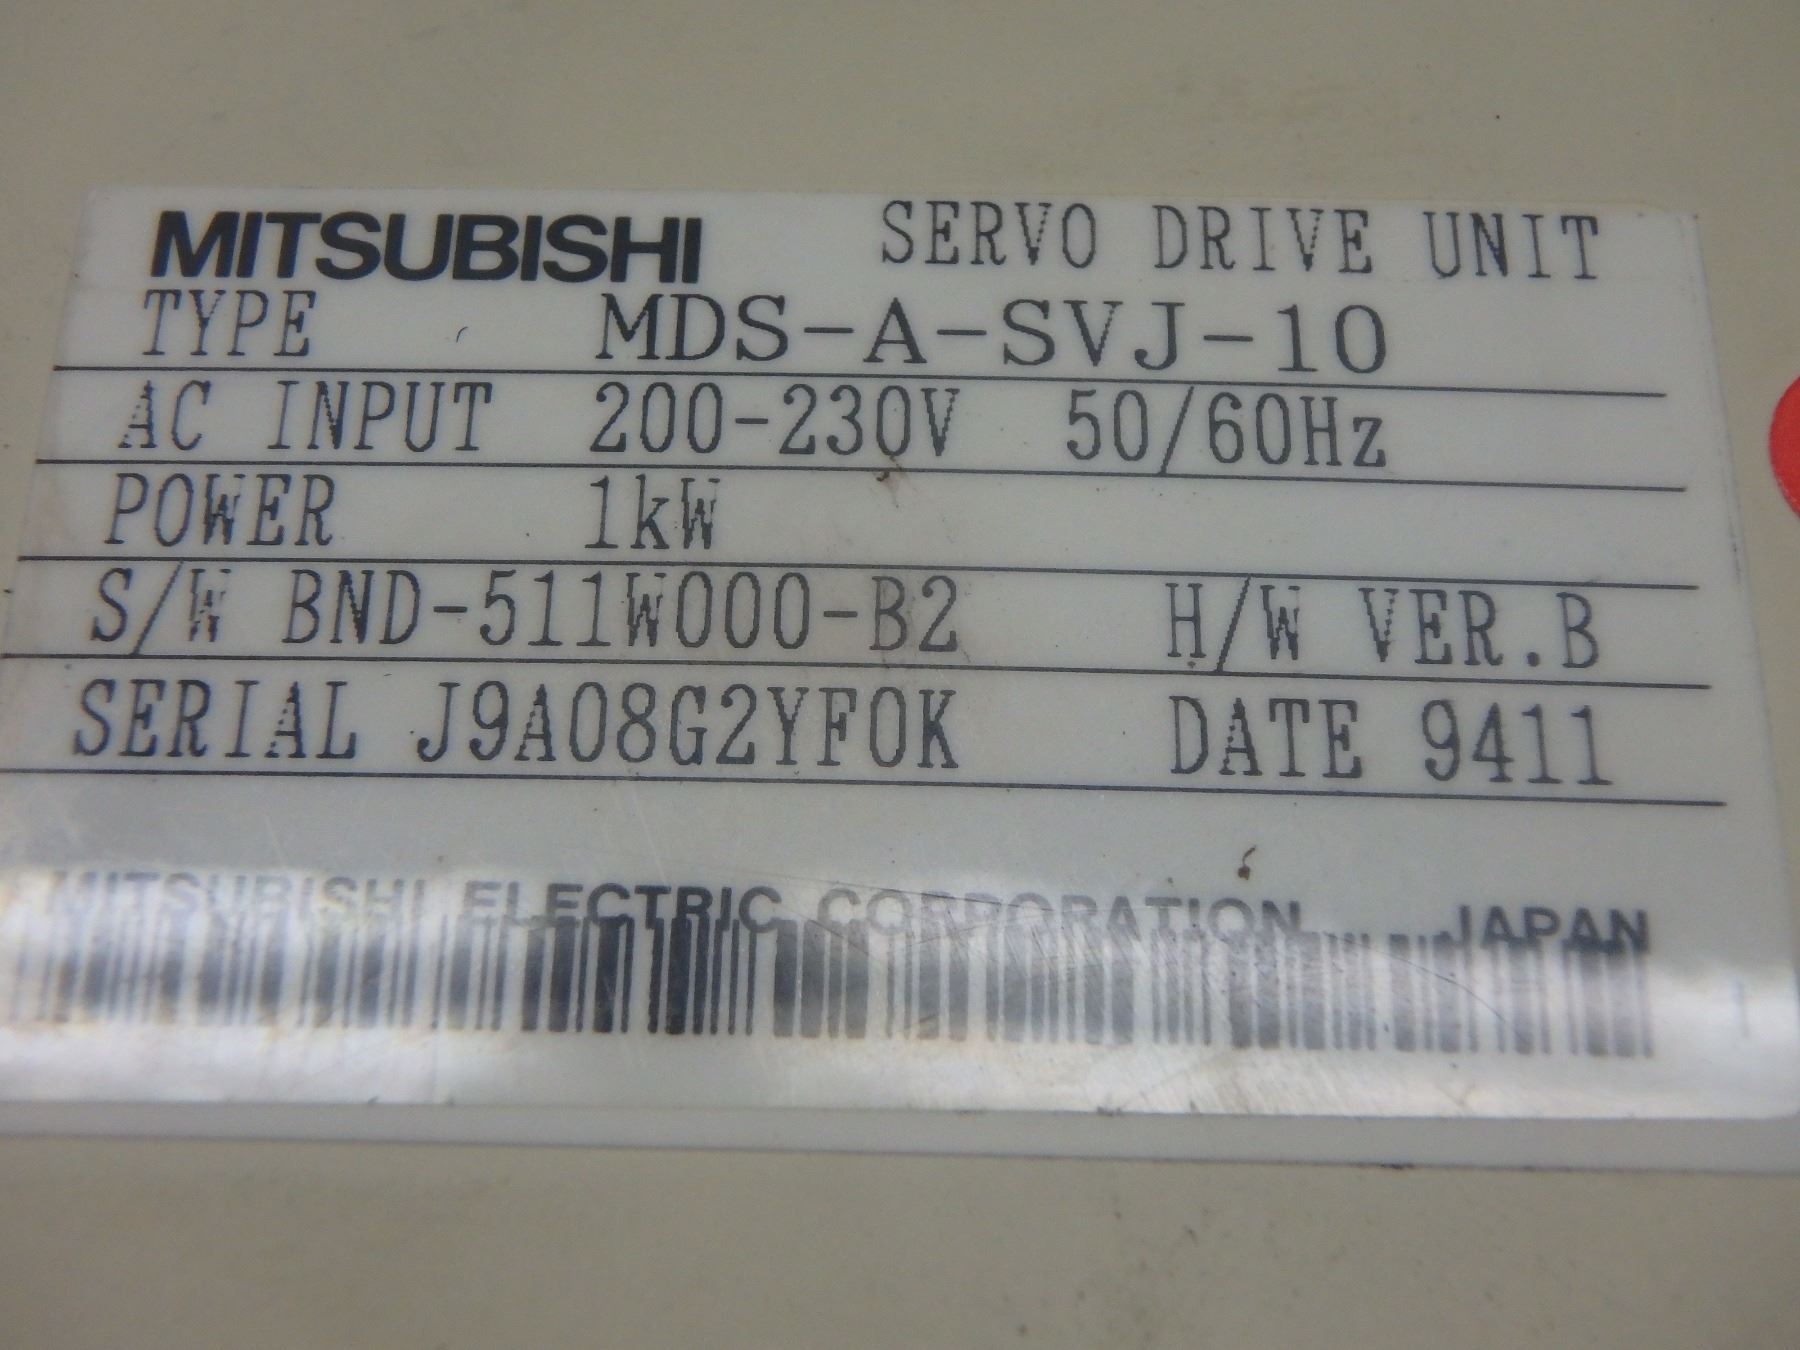 MITSUBISHI SERVO DRIVE UNIT
TYPE MDS-A-SVJ-10
AC INPUT 200-230V 50/60Hz
POWER 1kW
S/W BND-511W000-B2 H/W VER.B
SERIAL J9A08G2YF0K DATE 9411
MITSUBISHI ELECTRIC CORPORATION JAPAN